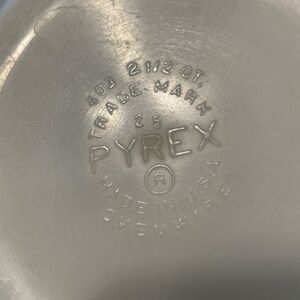 403 2 1/2 QT.
TRADE-MARK
25
PYREX
®
MADE IN U.S.A.
OVENWARE